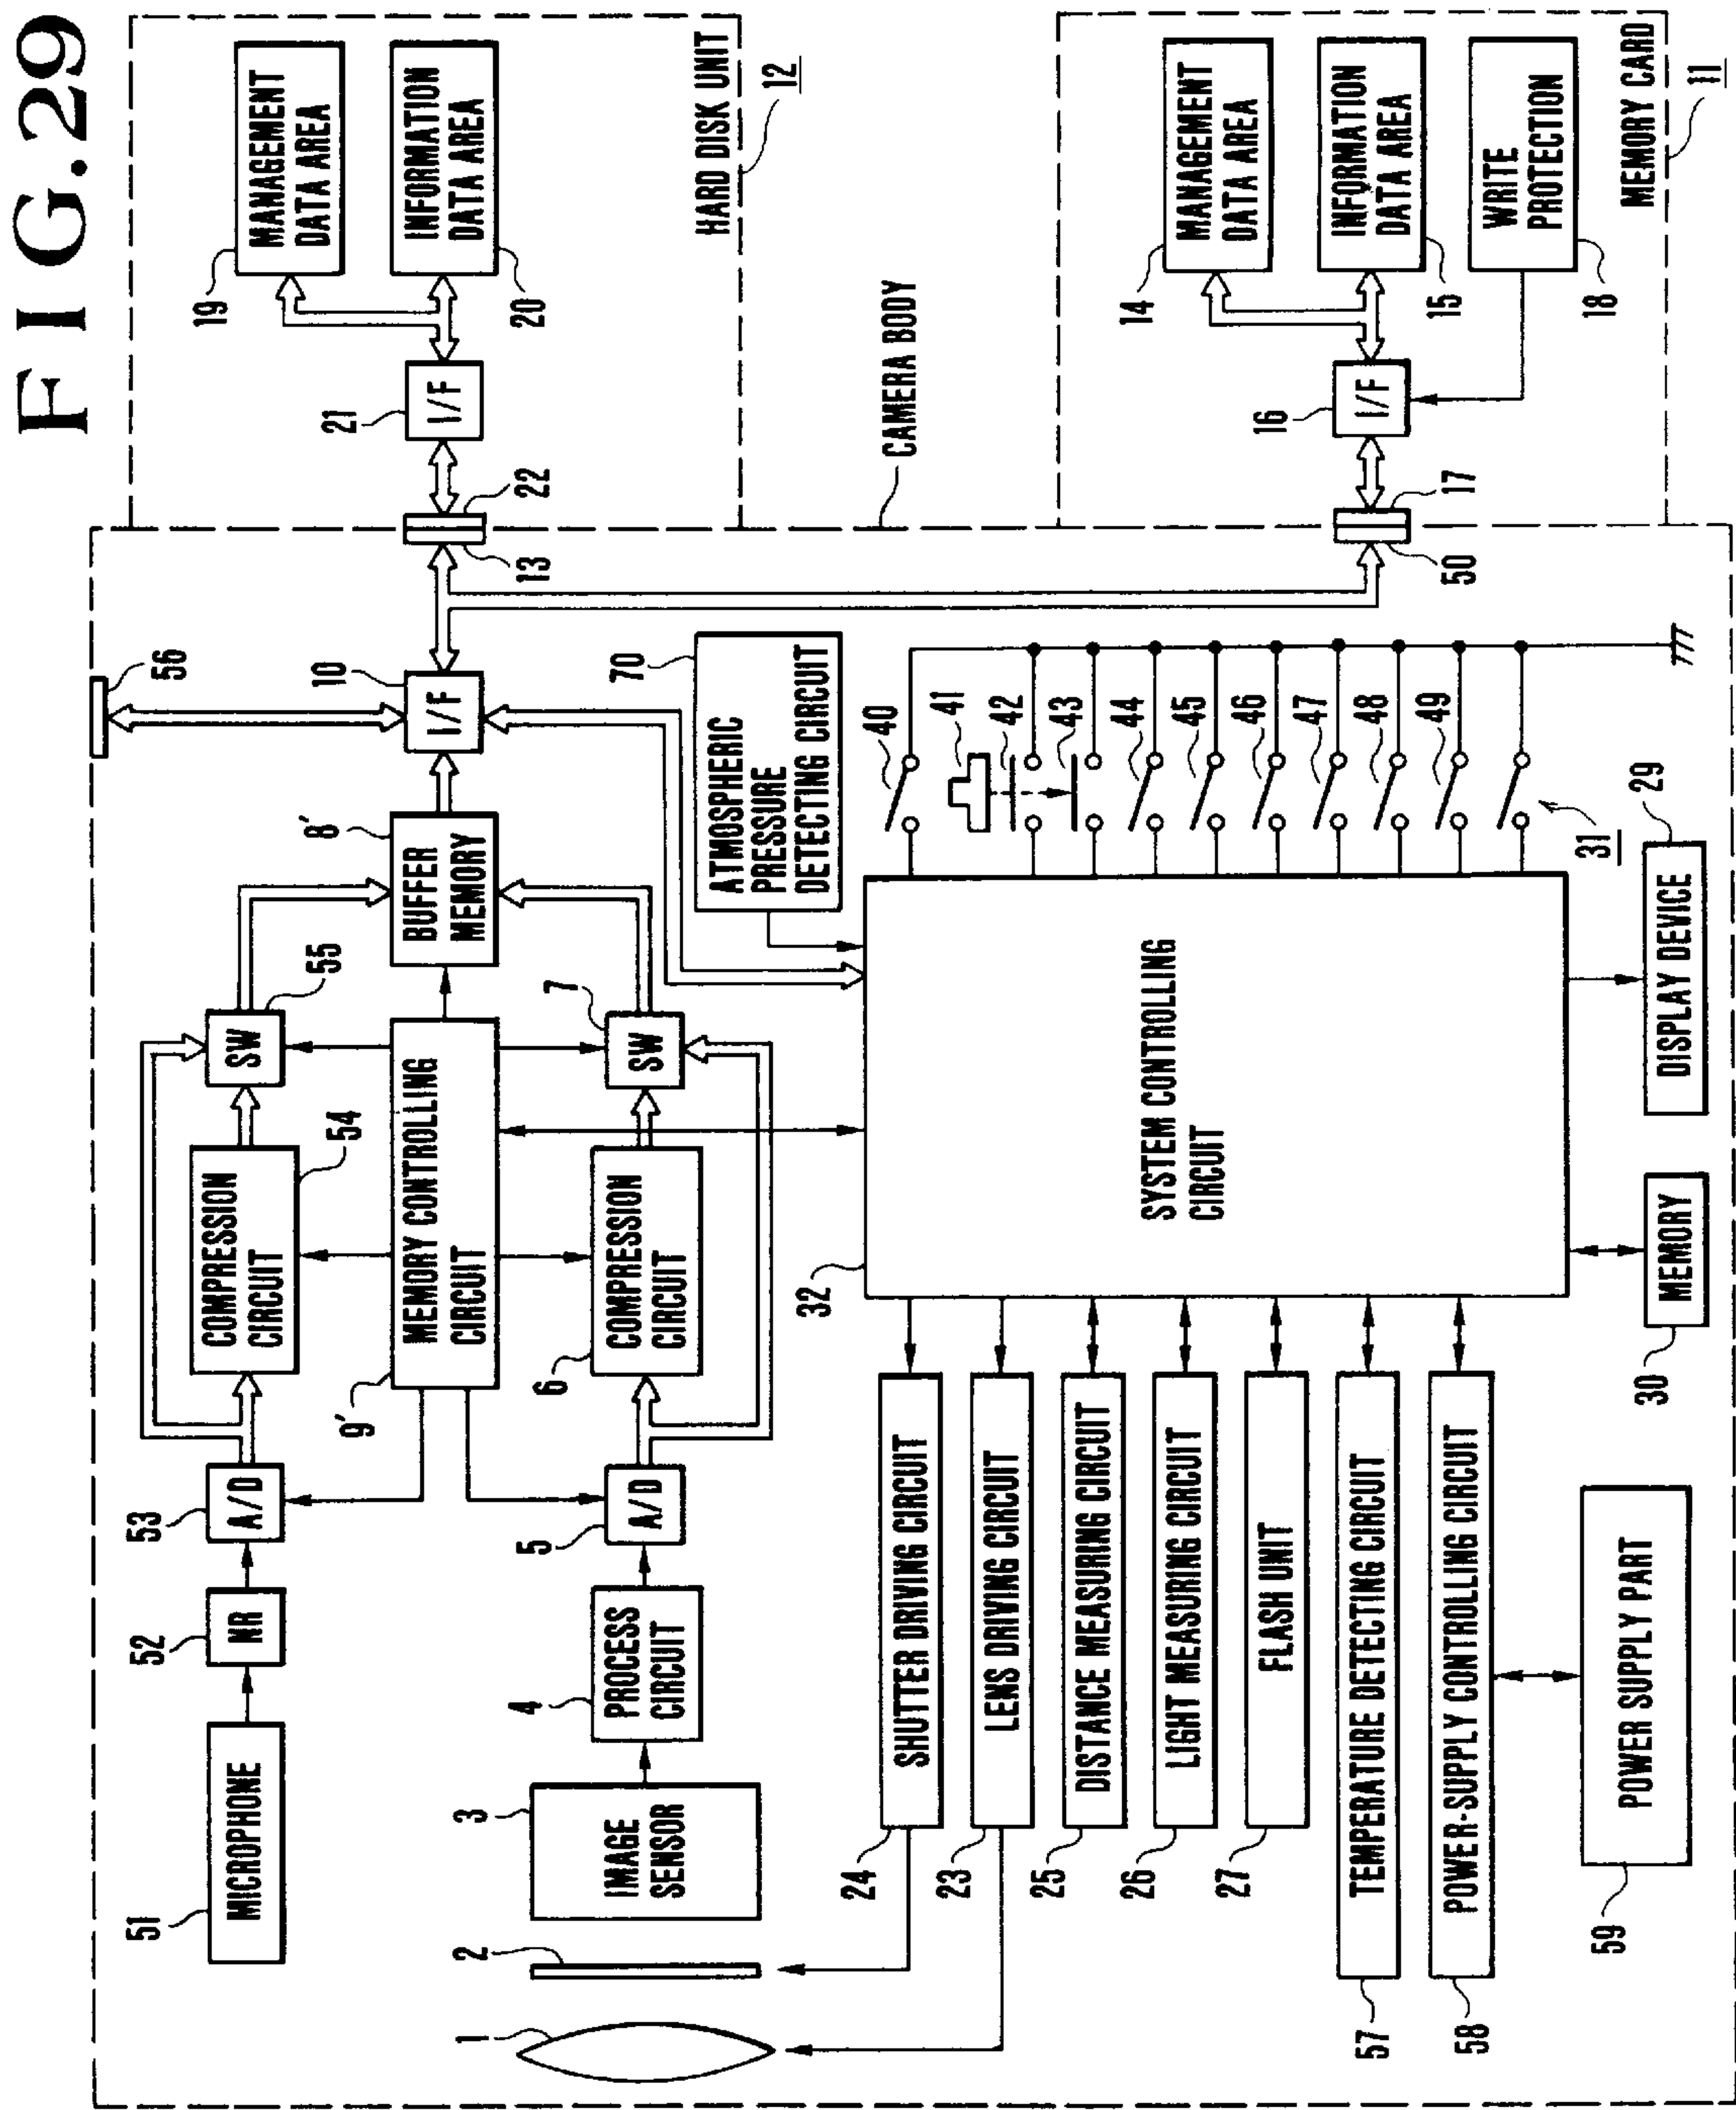 FIG.29
51
MICROPHONE
52
NR
53
A/D
COMPRESSION
CIRCUIT
54
SW
55
56
9'
MEMORY CONTROLLING
CIRCUIT
BUFFER
MEMORY
8'
I/F
10
1
2
3
IMAGE
SENSOR
4
PROCESS
CIRCUIT
5
A/D
6
COMPRESSION
CIRCUIT
SW
7
13
22
21
I/F
19
MANAGEMENT
DATA AREA
INFORMATION
DATA AREA
20
HARD DISK UNIT
12
CAMERA BODY
ATMOSPHERIC
PRESSURE
DETECTING CIRCUIT
70
24
SHUTTER DRIVING CIRCUIT
23
LENS DRIVING CIRCUIT
25
DISTANCE MEASURING CIRCUIT
26
LIGHT MEASURING CIRCUIT
27
FLASH UNIT
57
TEMPERATURE DETECTING CIRCUIT
58
POWER-SUPPLY CONTROLLING CIRCUIT
59
POWER SUPPLY PART
32
SYSTEM CONTROLLING
CIRCUIT
30
MEMORY
DISPLAY DEVICE
29
40
41
42
43
44
45
46
47
48
49
31
50
17
16
I/F
14
MANAGEMENT
DATA AREA
INFORMATION
DATA AREA
15
WRITE
PROTECTION
18
MEMORY CARD
11